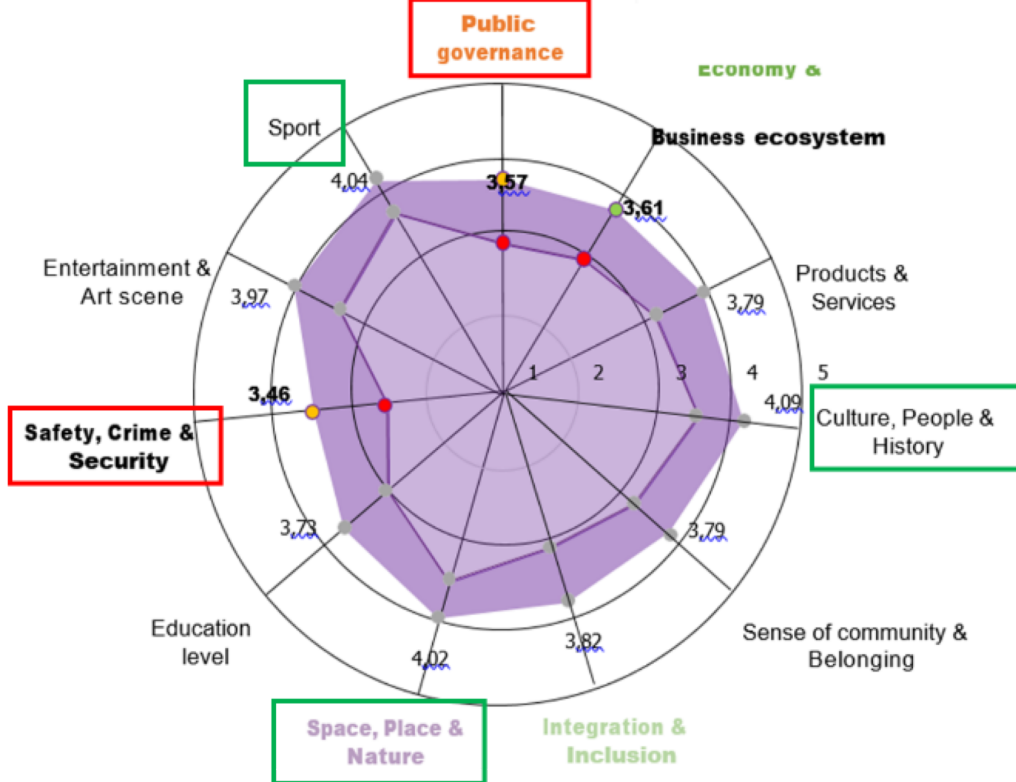 Public
governance
Economy &
Business ecosystem
Sport
4,04
3,57
3,61
Entertainment &
Art scene
3,97
Products &
Services
3,79
1 2 3 4 5
3,46
4,09
Safety, Crime &
Security
Culture, People &
History
3,73
3,79
Education
level
Sense of community &
Belonging
4,02
3,82
Space, Place &
Nature
Integration &
Inclusion